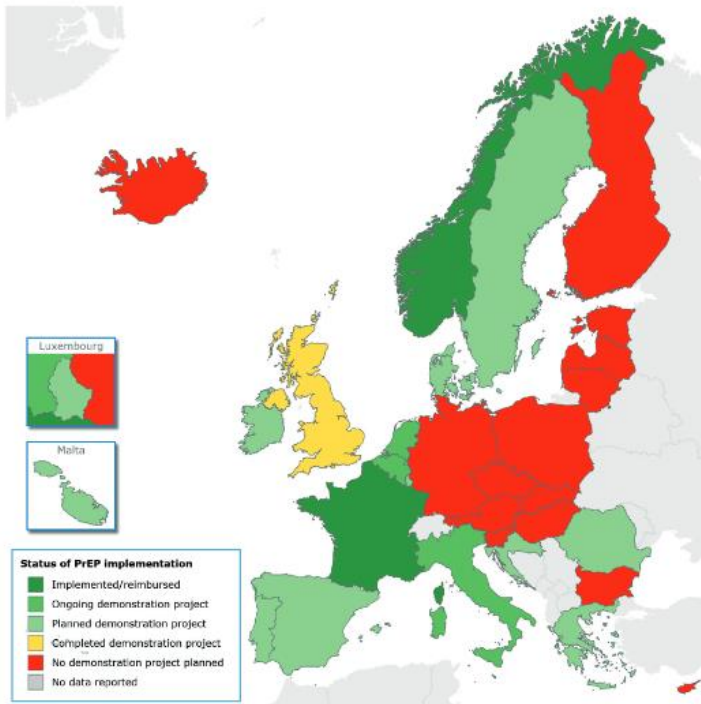 Luxembourg
Malta
Status of PrEP implementation
Implemented/reimbursed
Ongoing demonstration project
Planned demonstration project
Completed demonstration project
No demonstration project planned
No data reported